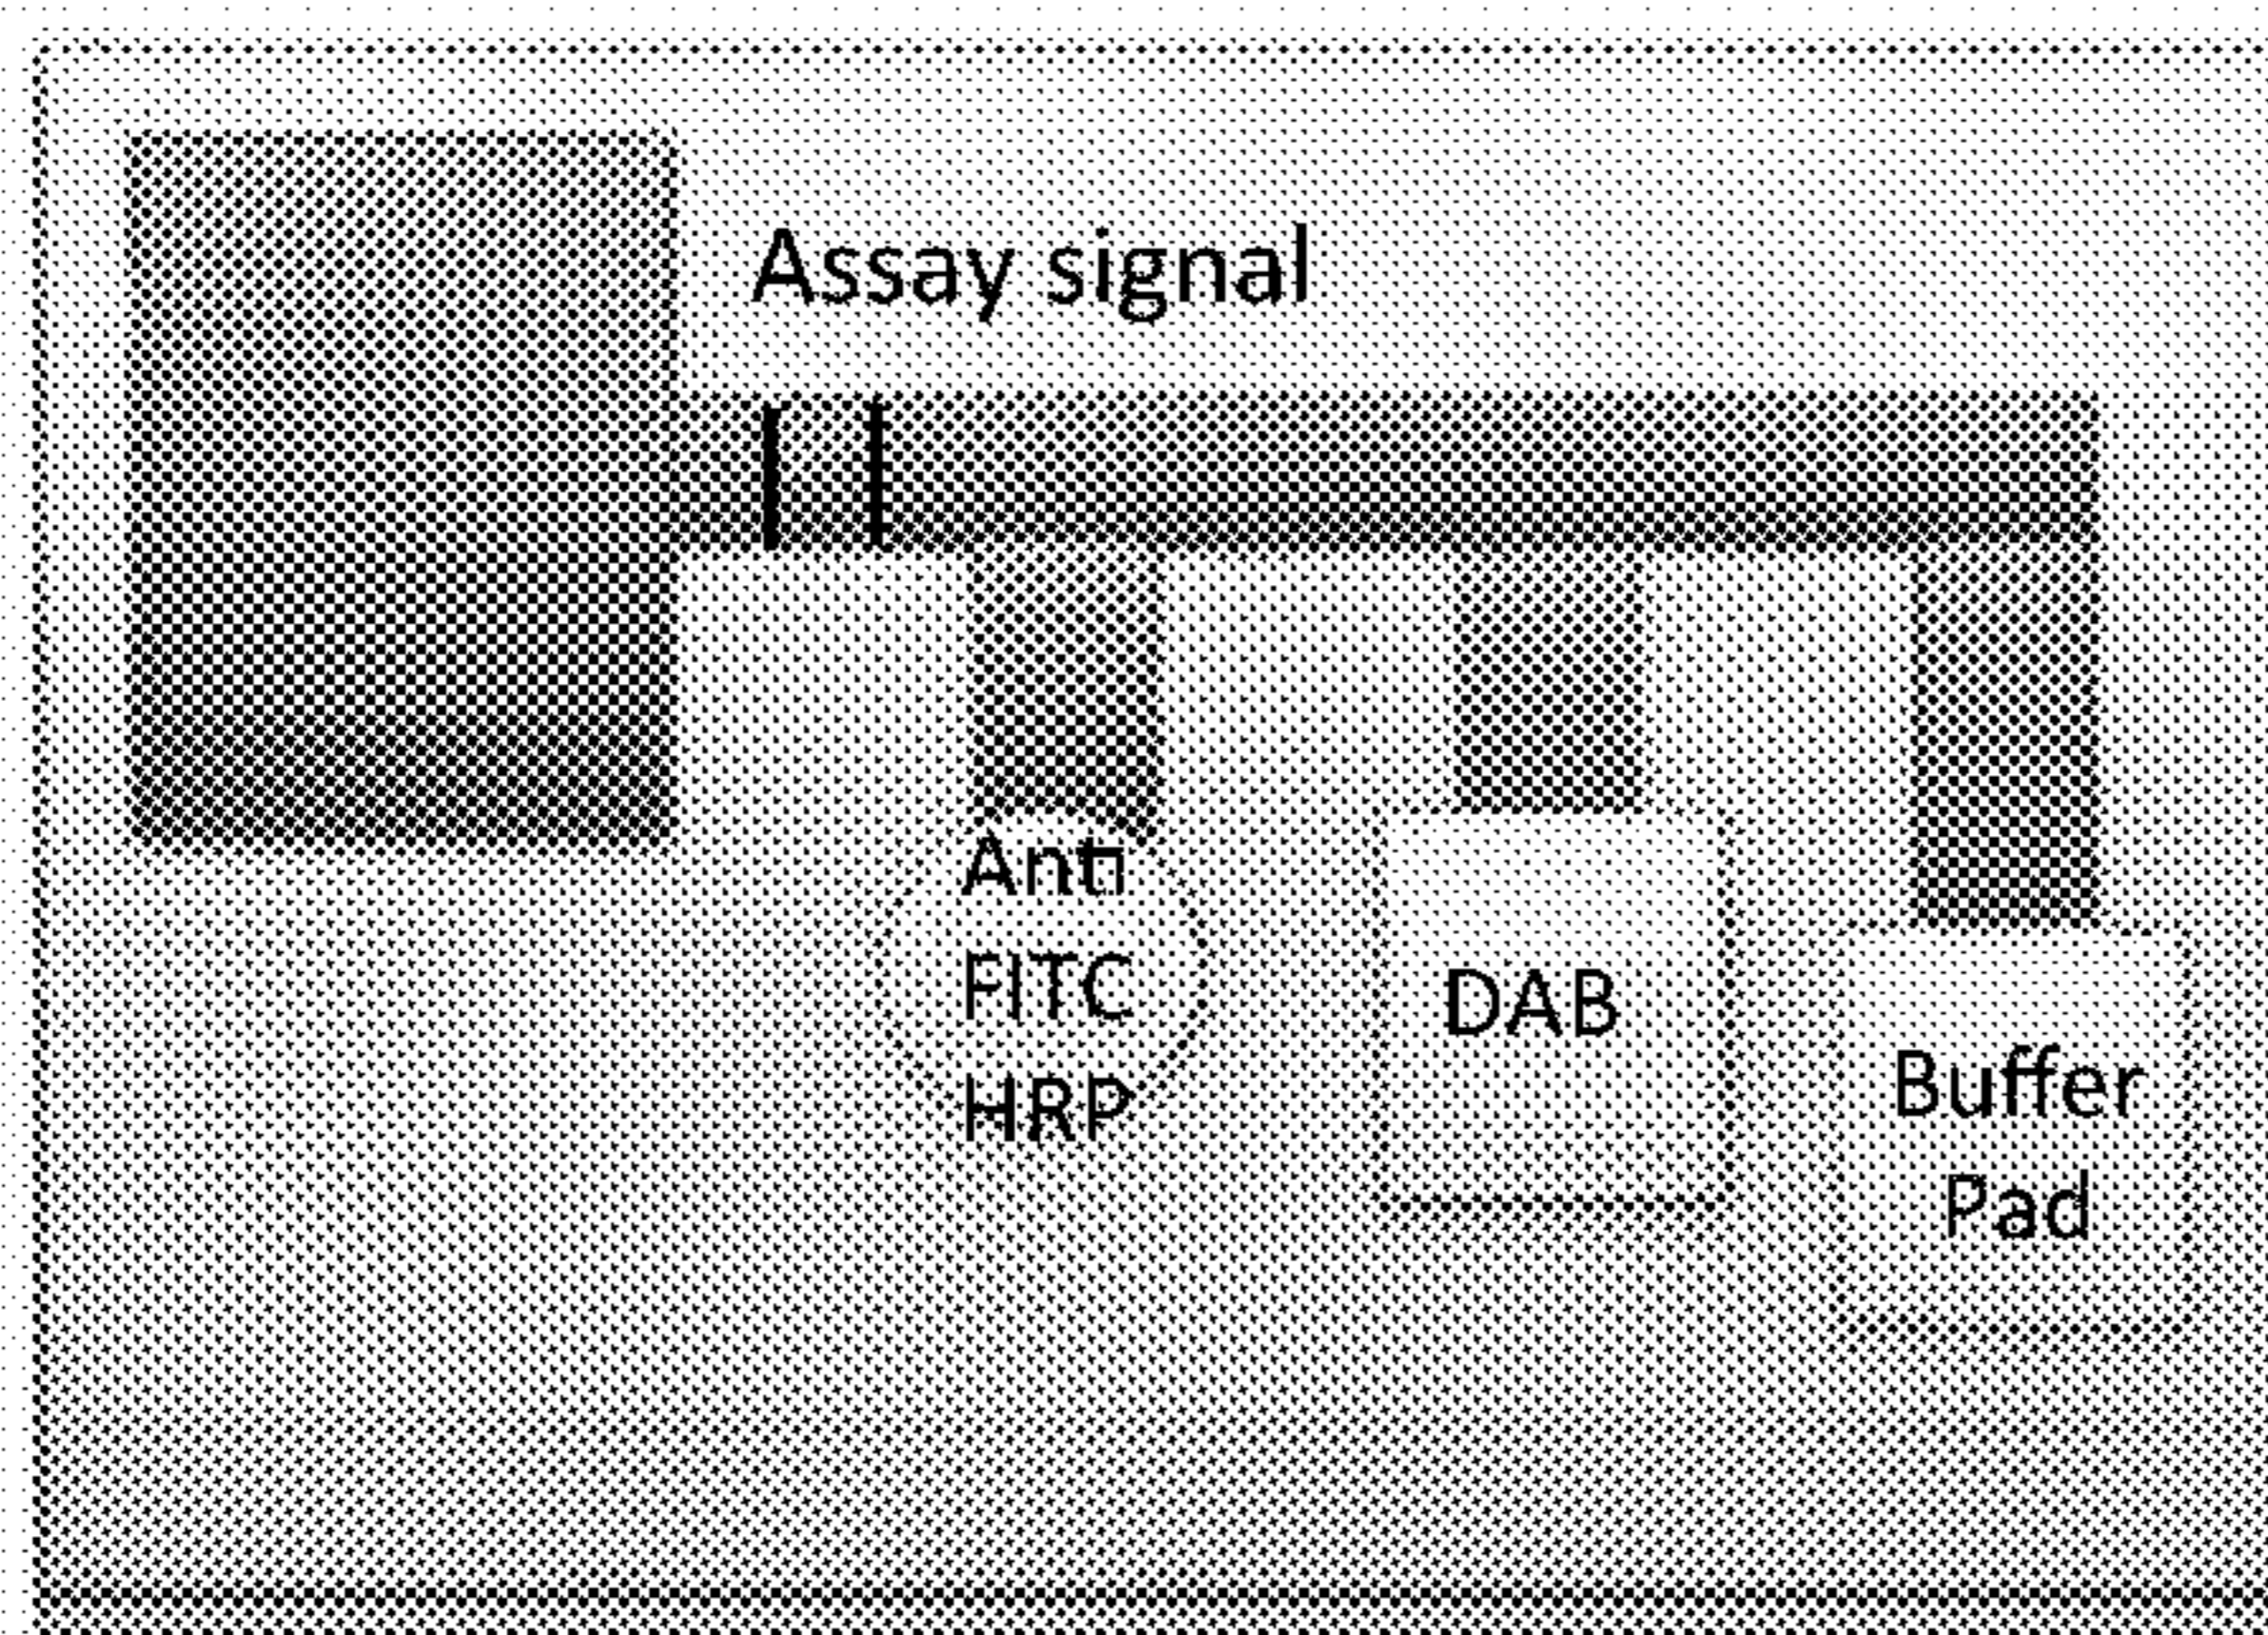 Assay signal
Anti
FITC
HRP
DAB
Buffer
Pad